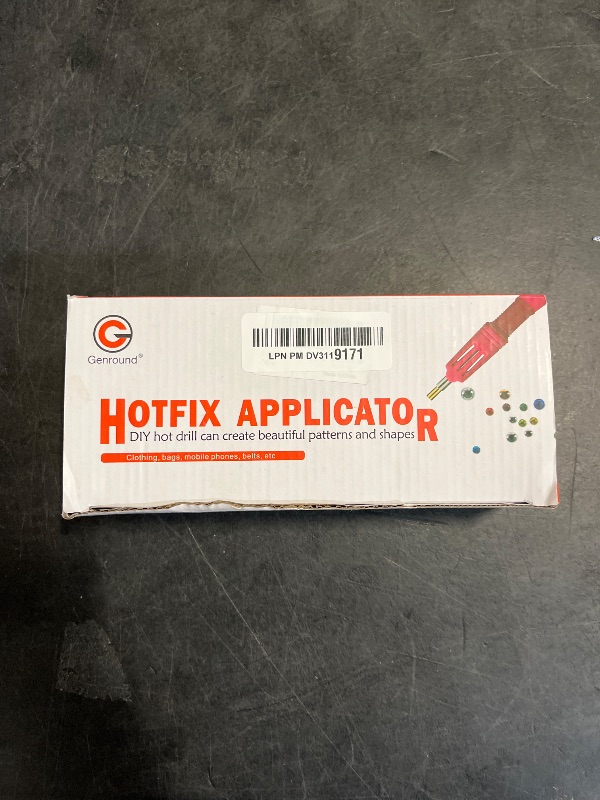 Genround®
LPN PM DV3119171
HOTFIX APPLICATOR
DIY hot drill can create beautiful patterns and shapes
Clothing, bags, mobile phones, belts, etc